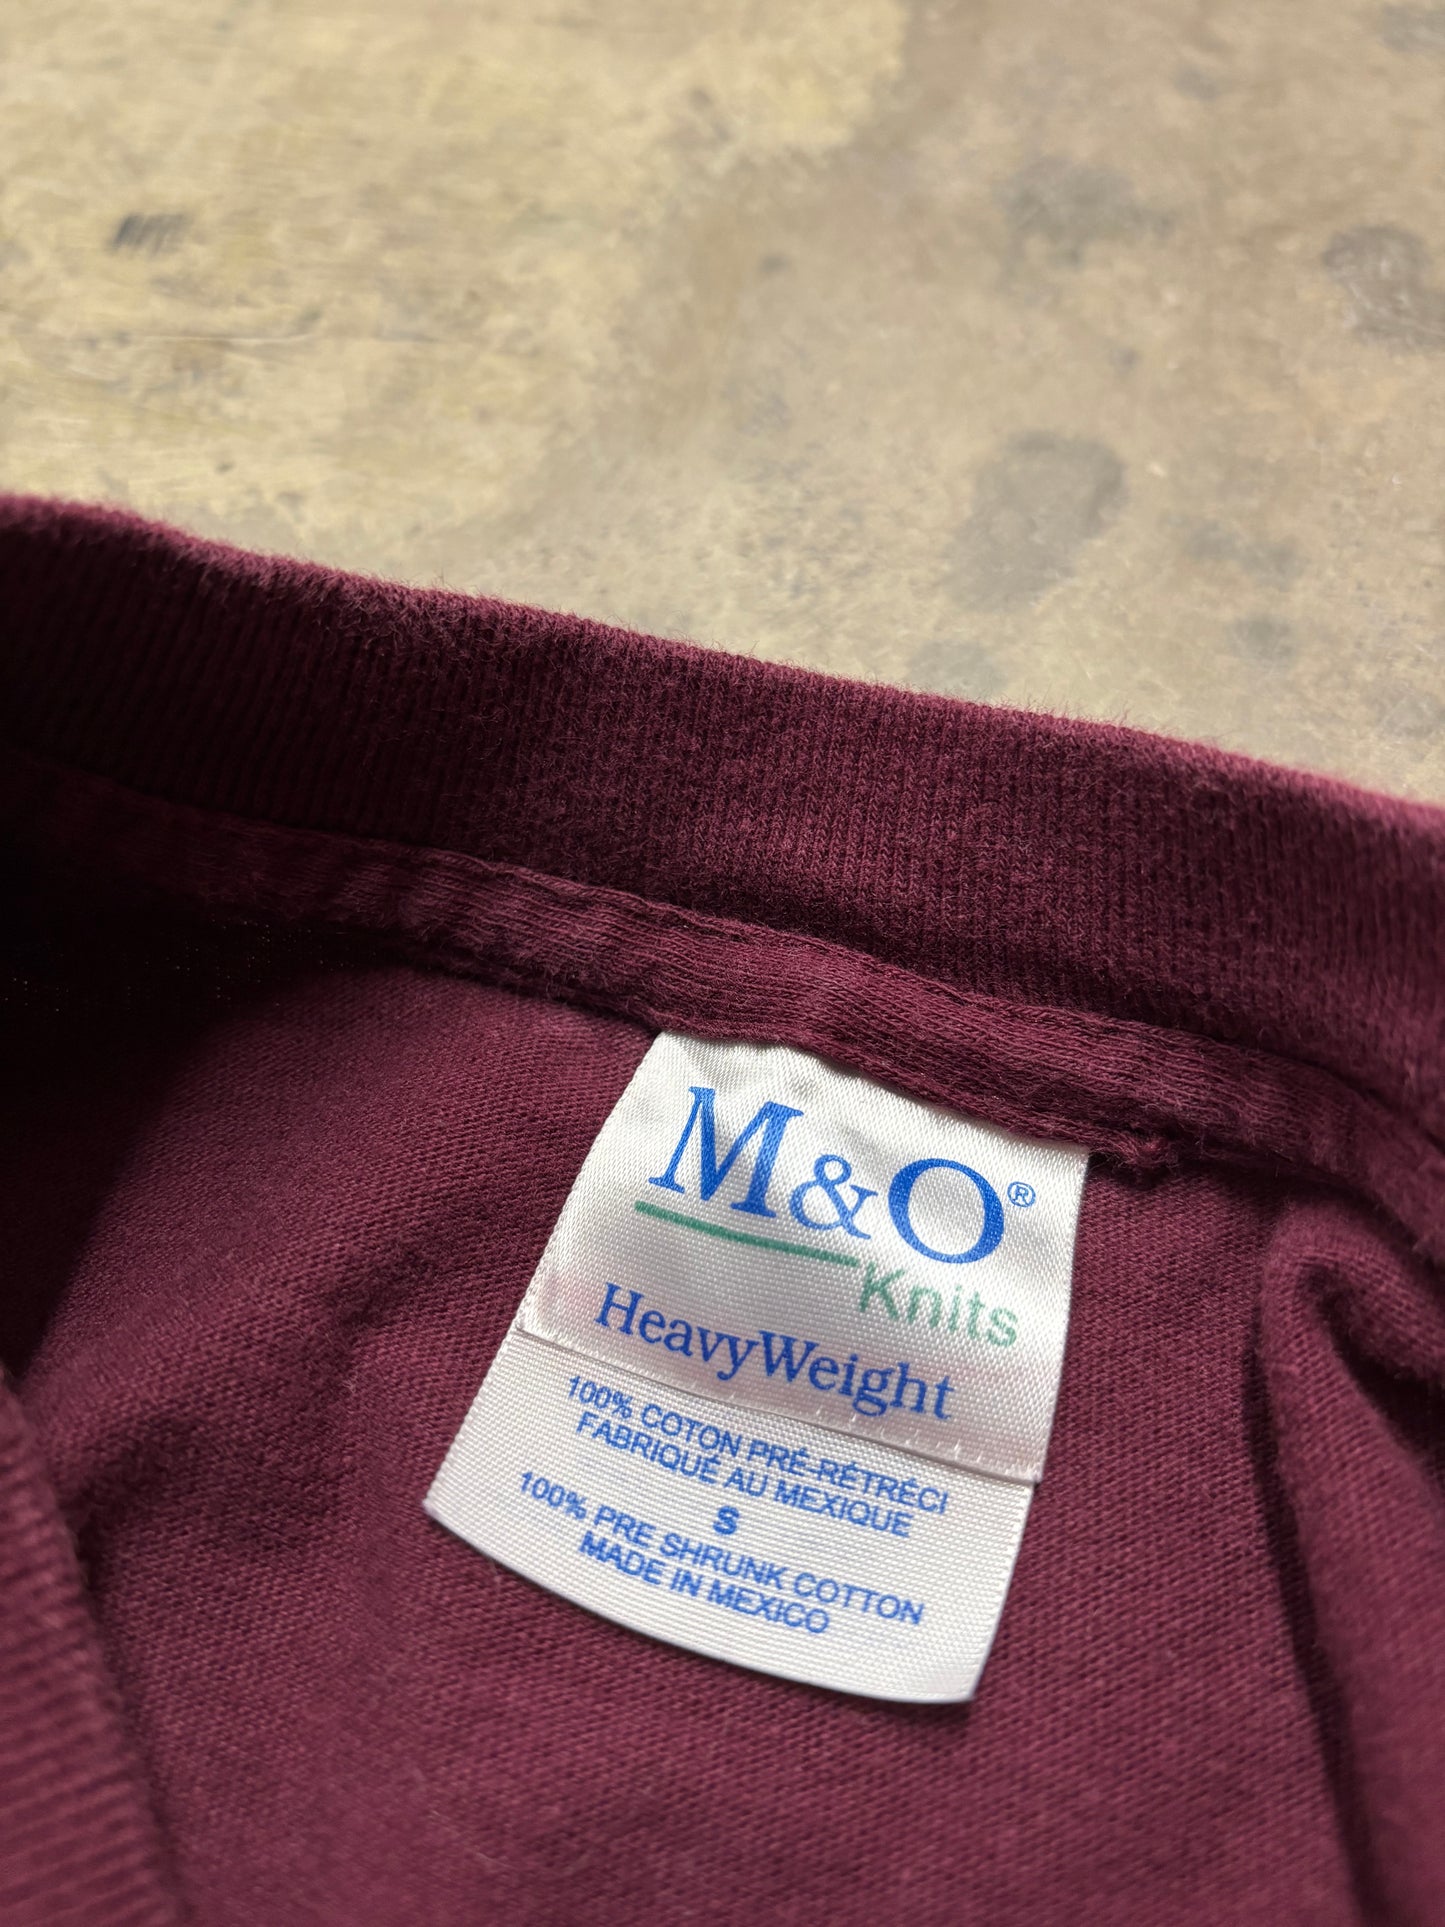 M&O®
Knits
HeavyWeight
100% COTON PRÉ-RÉTRÉCI
FABRIQUÉ AU MEXIQUE
S
100% PRE SHRUNK COTTON
MADE IN MEXICO